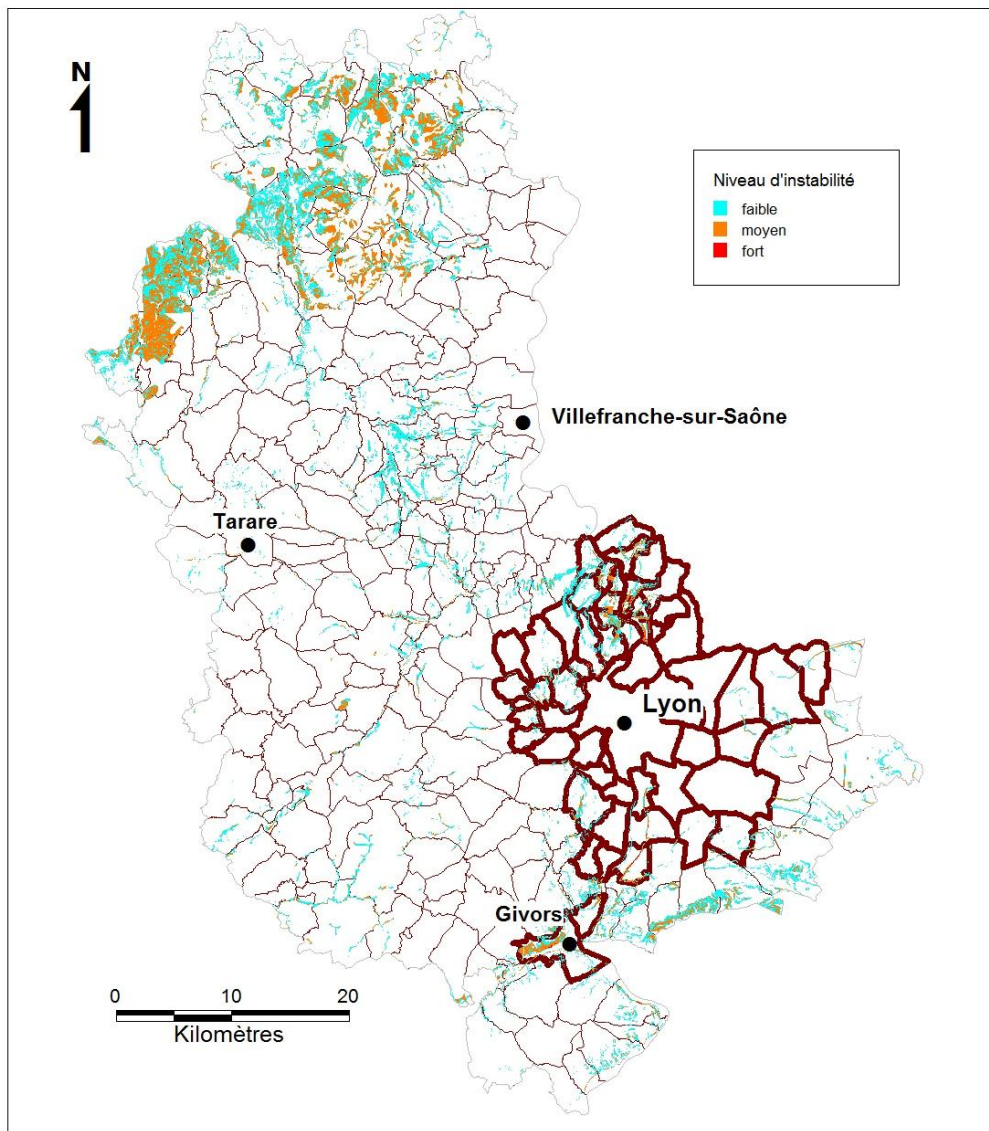 N
Niveau d'instabilité
faible
moyen
fort
Villefranche-sur-Saône
Tarare
Lyon
Givors
0 10 20
Kilomètres